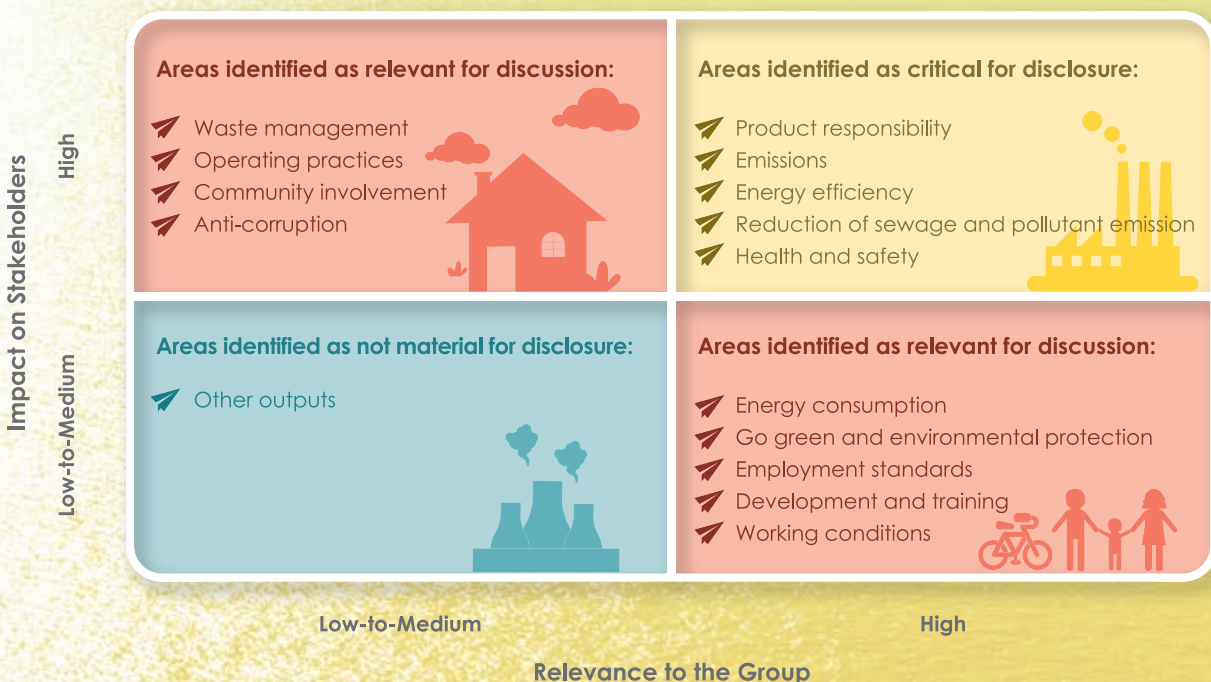 Impact on Stakeholders
High
Low-to-Medium
Areas identified as relevant for discussion:
Waste management
Operating practices
Community involvement
Anti-corruption
Areas identified as critical for disclosure:
Product responsibility
Emissions
Energy efficiency
Reduction of sewage and pollutant emission
Health and safety
Areas identified as not material for disclosure:
Other outputs
Areas identified as relevant for discussion:
Energy consumption
Go green and environmental protection
Employment standards
Development and training
Working conditions
Low-to-Medium
High
Relevance to the Group